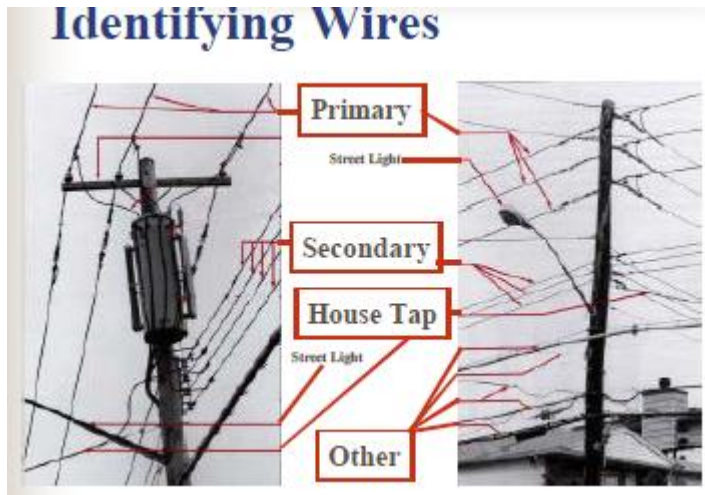 Identifying Wires
Primary
Street Light
Secondary
House Tap
Street Light
Other